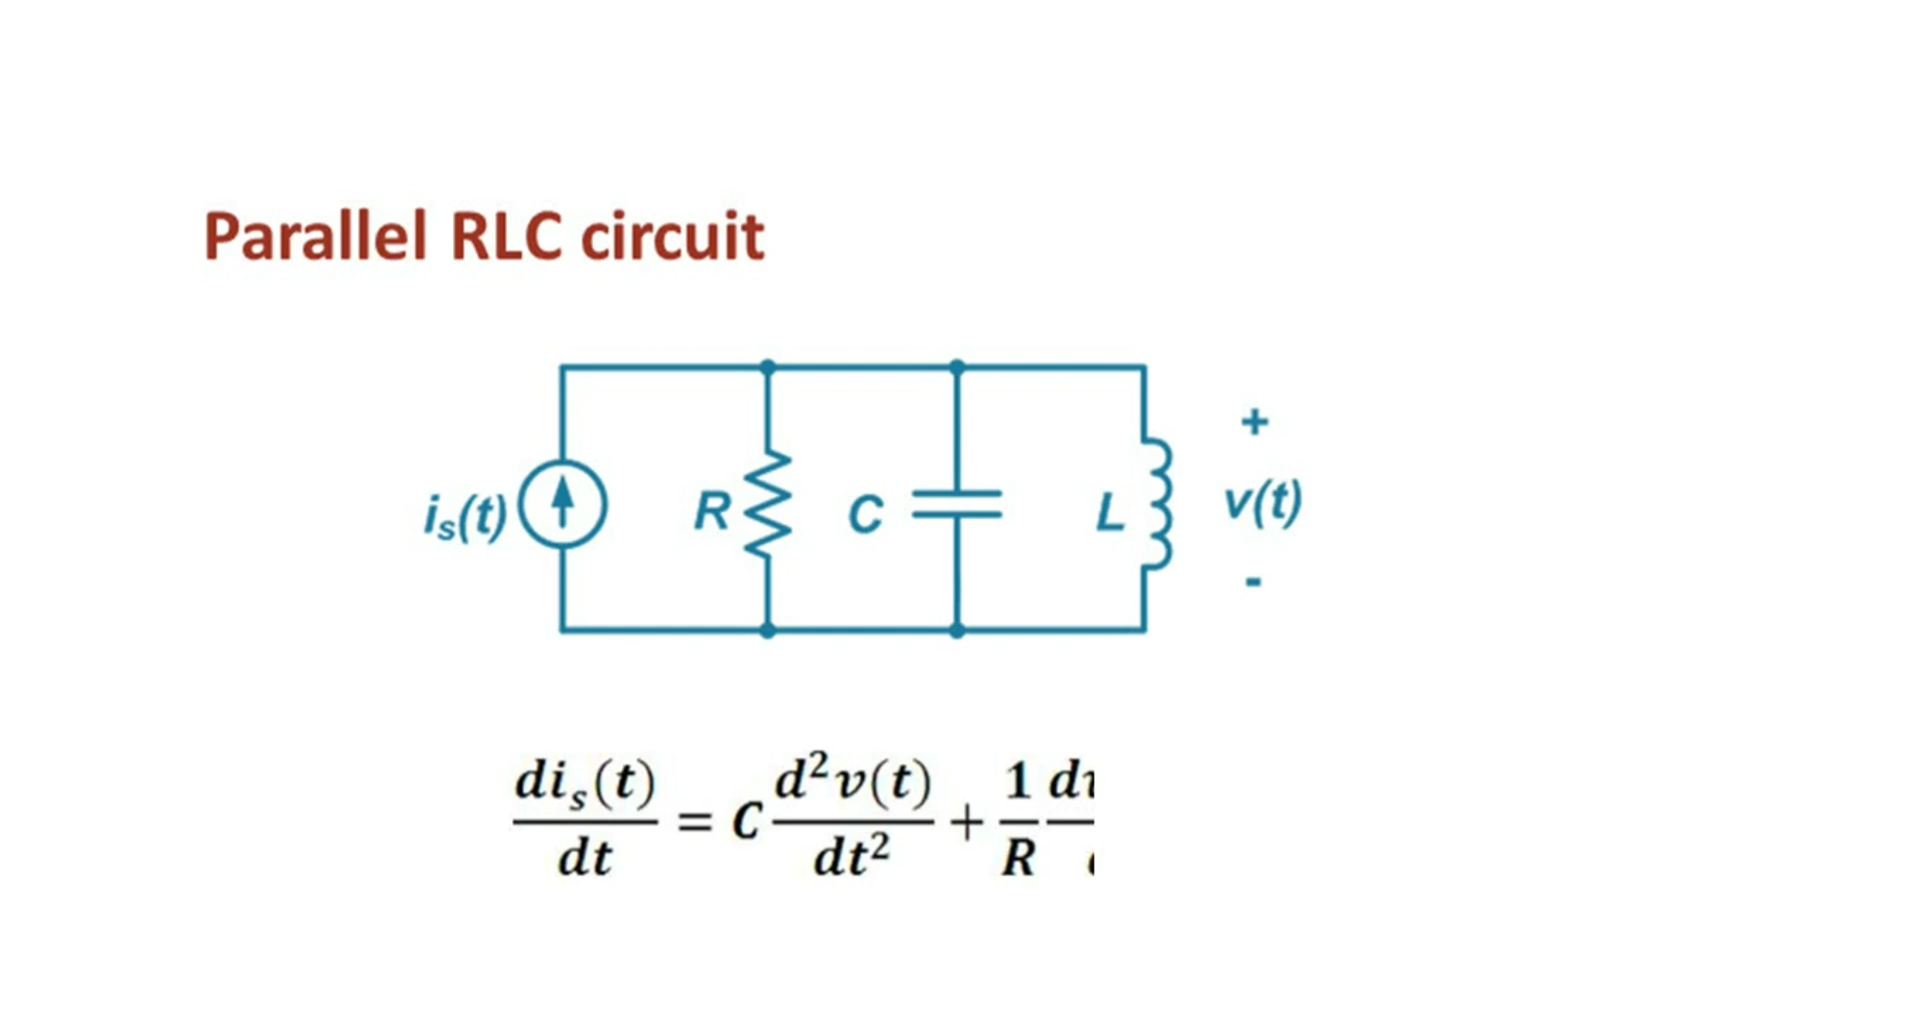 Parallel RLC circuit
+
i_s(t) R C L v(t)
-
di_s(t)/dt = C d²v(t)/dt² + 1/R d